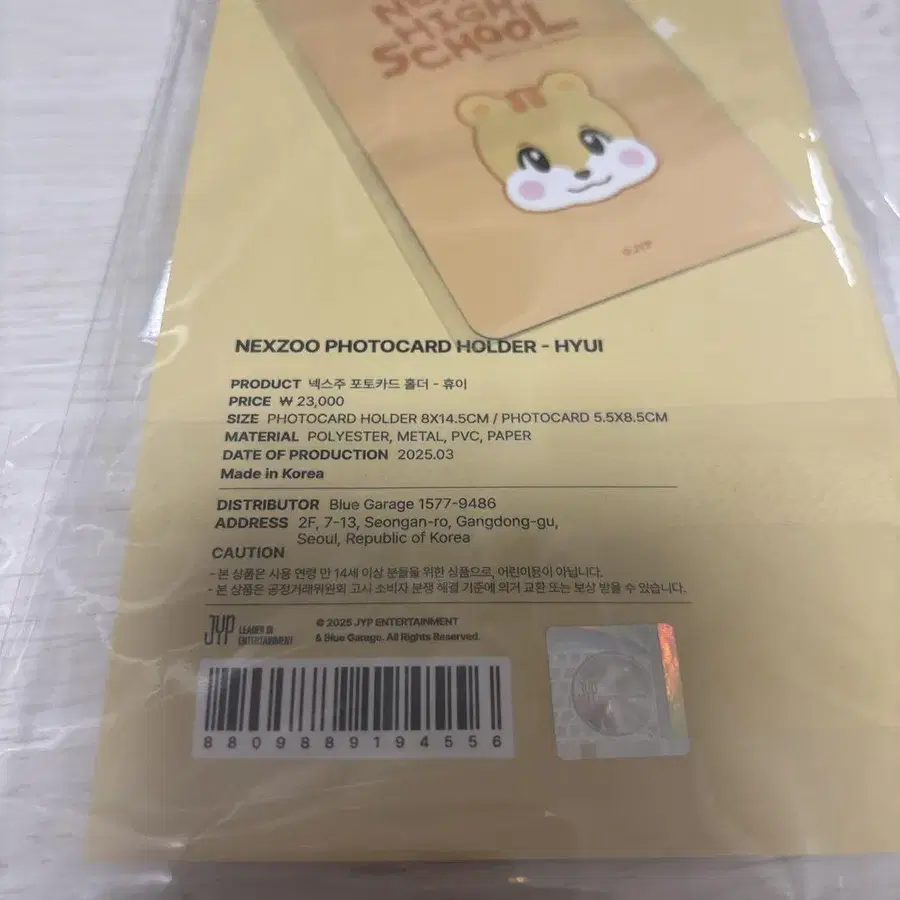 HIGH
SCHOOL
© JYP
NEXZOO PHOTOCARD HOLDER - HYUI
PRODUCT 넥스주 포토카드 홀더 - 휴이
PRICE ₩ 23,000
SIZE PHOTOCARD HOLDER 8X14.5CM / PHOTOCARD 5.5X8.5CM
MATERIAL POLYESTER, METAL, PVC, PAPER
DATE OF PRODUCTION 2025.03
Made in Korea
DISTRIBUTOR Blue Garage 1577-9486
ADDRESS 2F, 7-13, Seongan-ro, Gangdong-gu,
Seoul, Republic of Korea
CAUTION
- 본 상품은 사용 연령 만 14세 이상 분들을 위한 상품으로, 어린이용이 아닙니다.
- 본 상품은 공정거래위원회 고시 소비자 분쟁 해결 기준에 의거 교환 또는 보상 받을 수 있습니다.
JYP LEADER IN
ENTERTAINMENT
© 2025 JYP ENTERTAINMENT
& Blue Garage. All Rights Reserved.
JYP
8809889194556